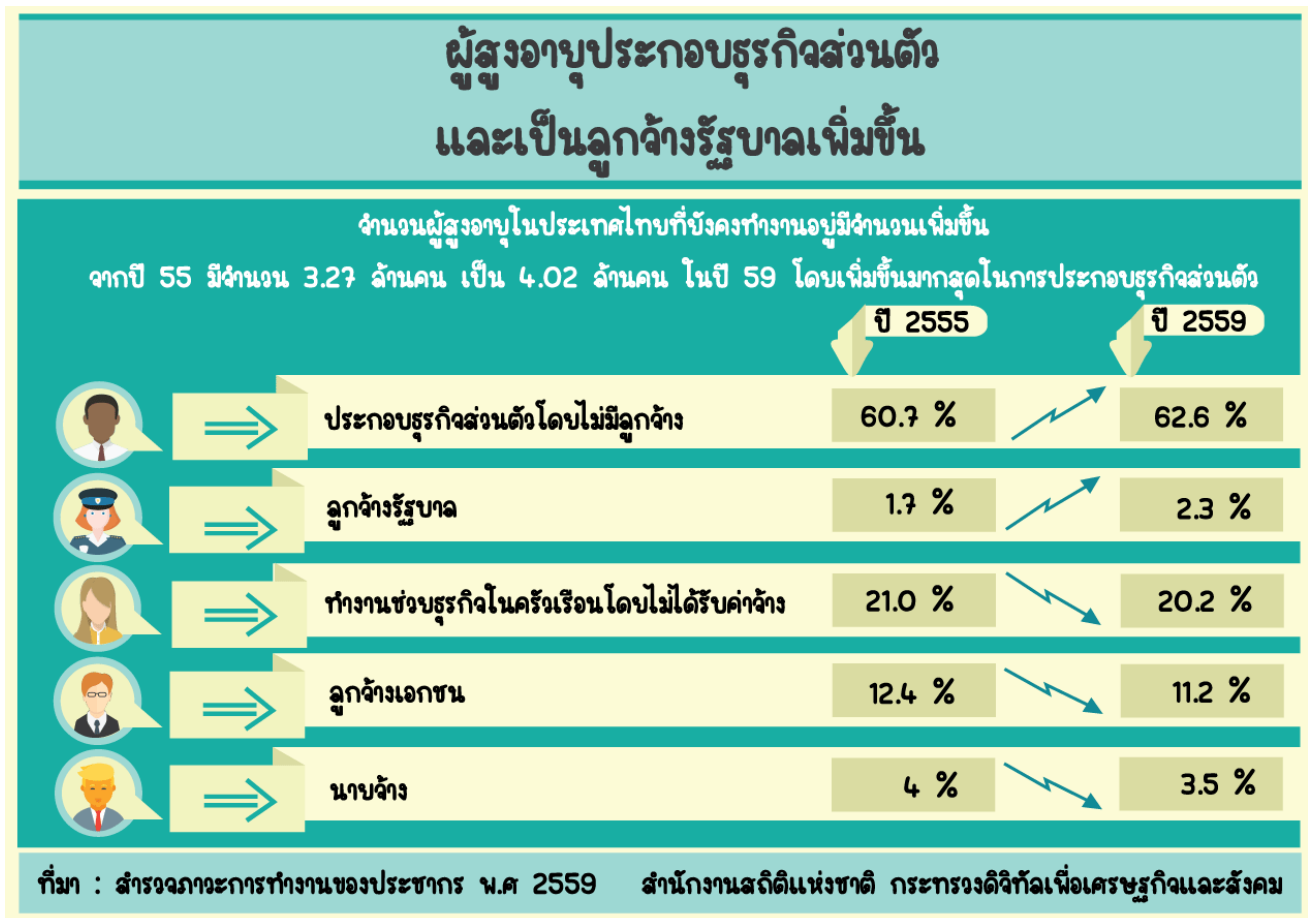 ผู้สูงอายุประกอบธุรกิจส่วนตัว
และเป็นลูกจ้างรัฐบาลเพิ่มขึ้น
จำนวนผู้สูงอายุในประเทศไทยที่ยังคงทำงานอยู่มีจำนวนเพิ่มขึ้น
จากปี 55 มีจำนวน 3.27 ล้านคน เป็น 4.02 ล้านคน ในปี 59 โดยเพิ่มขึ้นมากสุดในการประกอบธุรกิจส่วนตัว
ปี 2555 ปี 2559
ประกอบธุรกิจส่วนตัวโดยไม่มีลูกจ้าง 60.7 % 62.6 %
ลูกจ้างรัฐบาล 1.7 % 2.3 %
ทำงานช่วยธุรกิจในครัวเรือนโดยไม่ได้รับค่าจ้าง 21.0 % 20.2 %
ลูกจ้างเอกชน 12.4 % 11.2 %
นายจ้าง 4 % 3.5 %
ที่มา : สำรวจภาวะการทำงานของประชากร พ.ศ 2559 สำนักงานสถิติแห่งชาติ กระทรวงดิจิทัลเพื่อเศรษฐกิจและสังคม